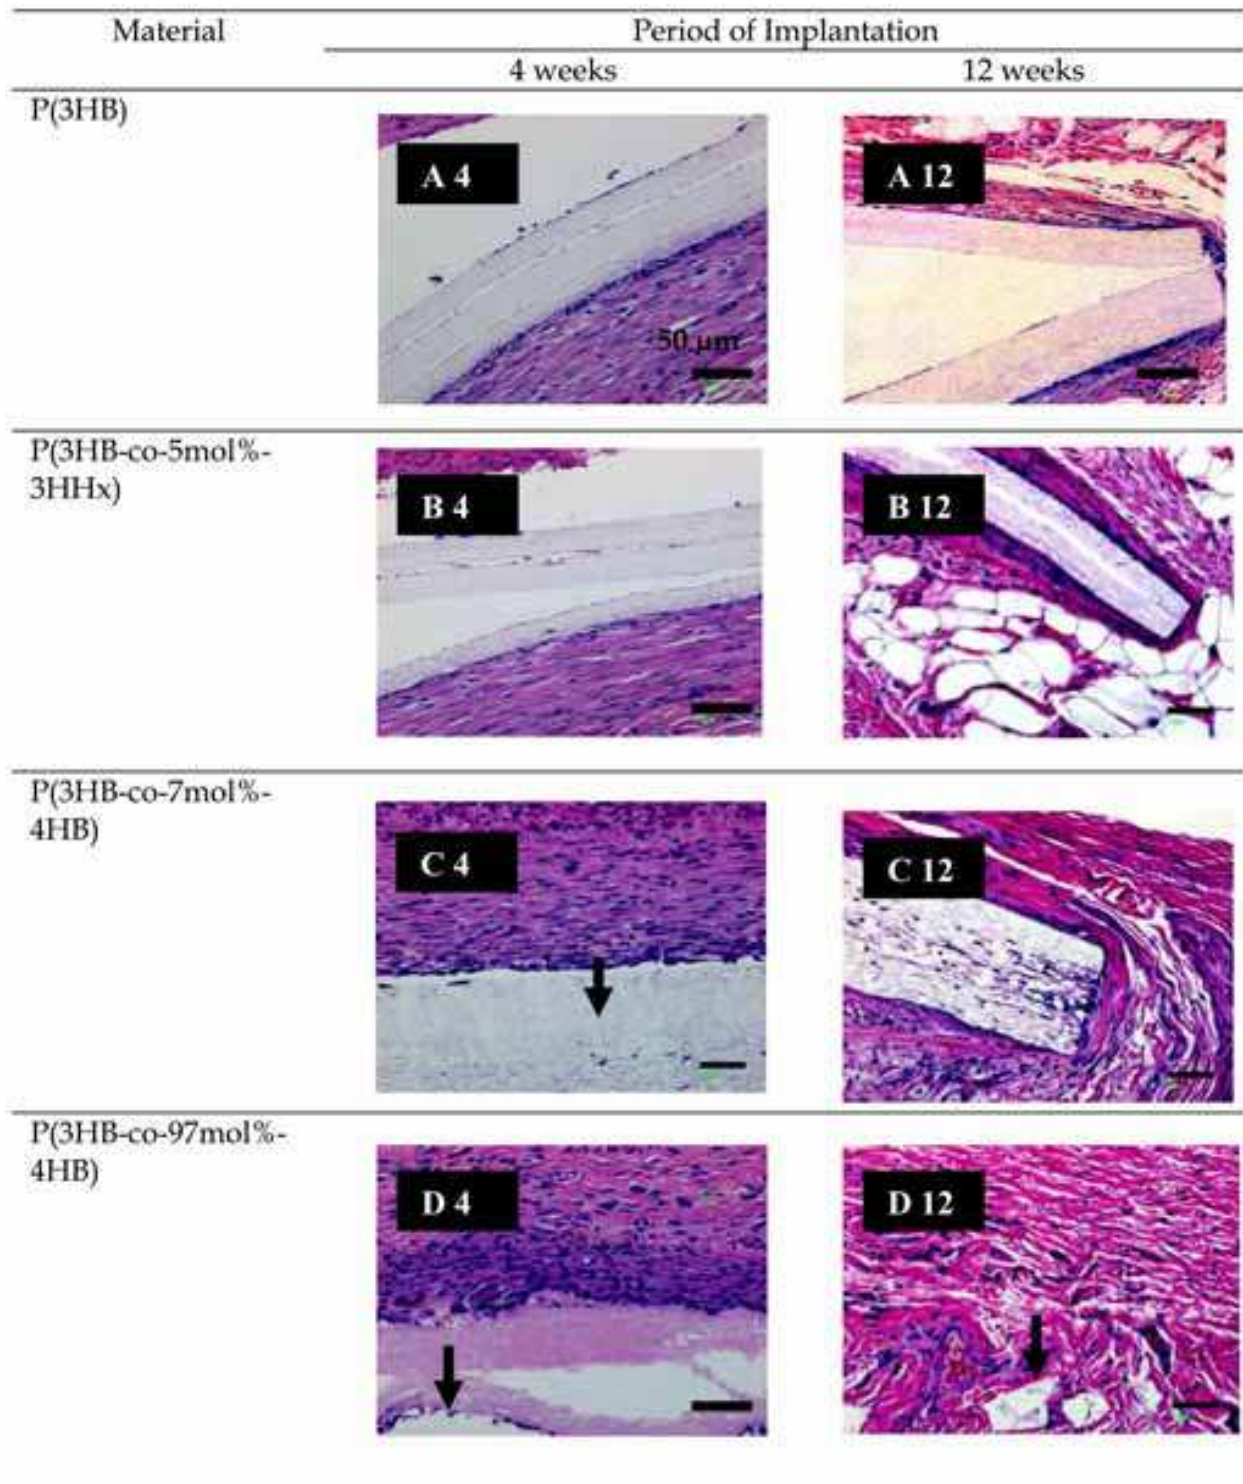 Material
Period of Implantation
4 weeks
12 weeks
P(3HB)
A 4
50 µm
A 12
P(3HB-co-5mol%-
3HHx)
B 4
B 12
P(3HB-co-7mol%-
4HB)
C 4
C 12
P(3HB-co-97mol%-
4HB)
D 4
D 12